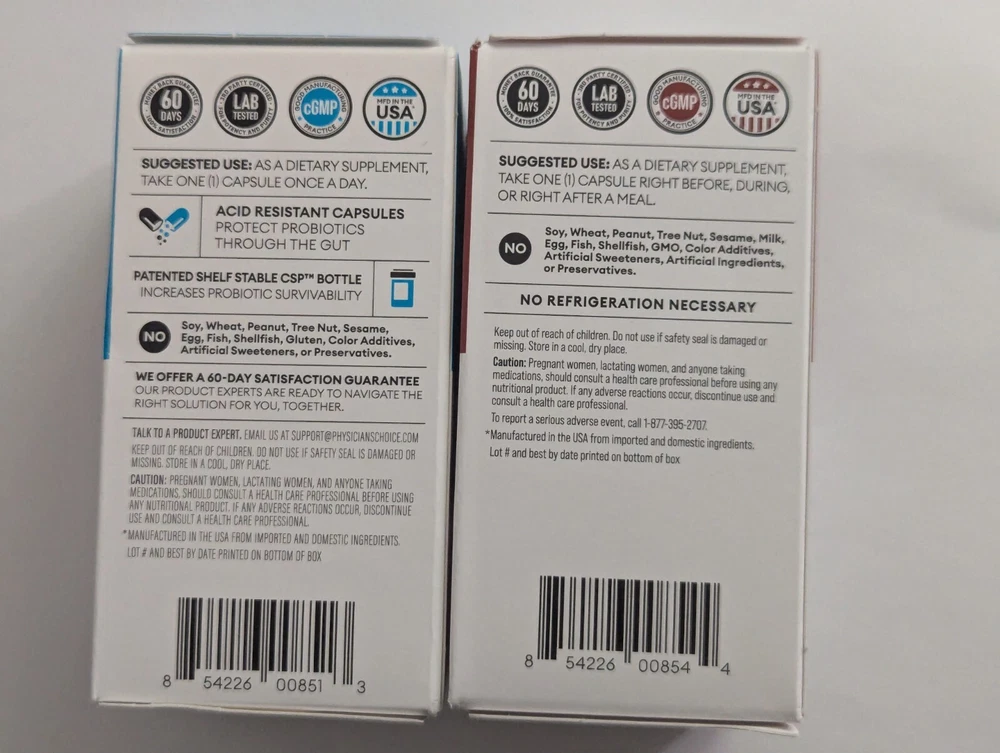 MONEY BACK GUARANTEE
60
DAYS
100% SATISFACTION
3RD PARTY CERTIFIED
LAB
TESTED
FOR POTENCY AND PURITY
GOOD MANUFACTURING
cGMP
PRACTICE
MFD IN THE
USA*
SUGGESTED USE: AS A DIETARY SUPPLEMENT,
TAKE ONE (1) CAPSULE ONCE A DAY.
ACID RESISTANT CAPSULES
PROTECT PROBIOTICS
THROUGH THE GUT
PATENTED SHELF STABLE CSP™ BOTTLE
INCREASES PROBIOTIC SURVIVABILITY
NO
Soy, Wheat, Peanut, Tree Nut, Sesame,
Egg, Fish, Shellfish, Gluten, Color Additives,
Artificial Sweeteners, or Preservatives.
WE OFFER A 60-DAY SATISFACTION GUARANTEE
OUR PRODUCT EXPERTS ARE READY TO NAVIGATE THE
RIGHT SOLUTION FOR YOU, TOGETHER.
TALK TO A PRODUCT EXPERT. EMAIL US AT SUPPORT@PHYSICIANSCHOICE.COM
KEEP OUT OF REACH OF CHILDREN. DO NOT USE IF SAFETY SEAL IS DAMAGED OR
MISSING. STORE IN A COOL, DRY PLACE.
CAUTION: PREGNANT WOMEN, LACTATING WOMEN, AND ANYONE TAKING
MEDICATIONS, SHOULD CONSULT A HEALTH CARE PROFESSIONAL BEFORE USING
ANY NUTRITIONAL PRODUCT. IF ANY ADVERSE REACTIONS OCCUR, DISCONTINUE
USE AND CONSULT A HEALTH CARE PROFESSIONAL.
*MANUFACTURED IN THE USA FROM IMPORTED AND DOMESTIC INGREDIENTS.
LOT # AND BEST BY DATE PRINTED ON BOTTOM OF BOX
8 54226 00851 3
MONEY BACK GUARANTEE
60
DAYS
100% SATISFACTION
3RD PARTY CERTIFIED
LAB
TESTED
FOR POTENCY AND PURITY
GOOD MANUFACTURING
cGMP
PRACTICE
MFD IN THE
USA*
SUGGESTED USE: AS A DIETARY SUPPLEMENT,
TAKE ONE (1) CAPSULE RIGHT BEFORE, DURING,
OR RIGHT AFTER A MEAL.
NO
Soy, Wheat, Peanut, Tree Nut, Sesame, Milk,
Egg, Fish, Shellfish, GMO, Color Additives,
Artificial Sweeteners, Artificial Ingredients,
or Preservatives.
NO REFRIGERATION NECESSARY
Keep out of reach of children. Do not use if safety seal is damaged or
missing. Store in a cool, dry place.
Caution: Pregnant women, lactating women, and anyone taking
medications, should consult a health care professional before using any
nutritional product. If any adverse reactions occur, discontinue use and
consult a health care professional.
To report a serious adverse event, call 1-877-395-2707.
*Manufactured in the USA from imported and domestic ingredients.
Lot # and best by date printed on bottom of box
8 54226 00854 4